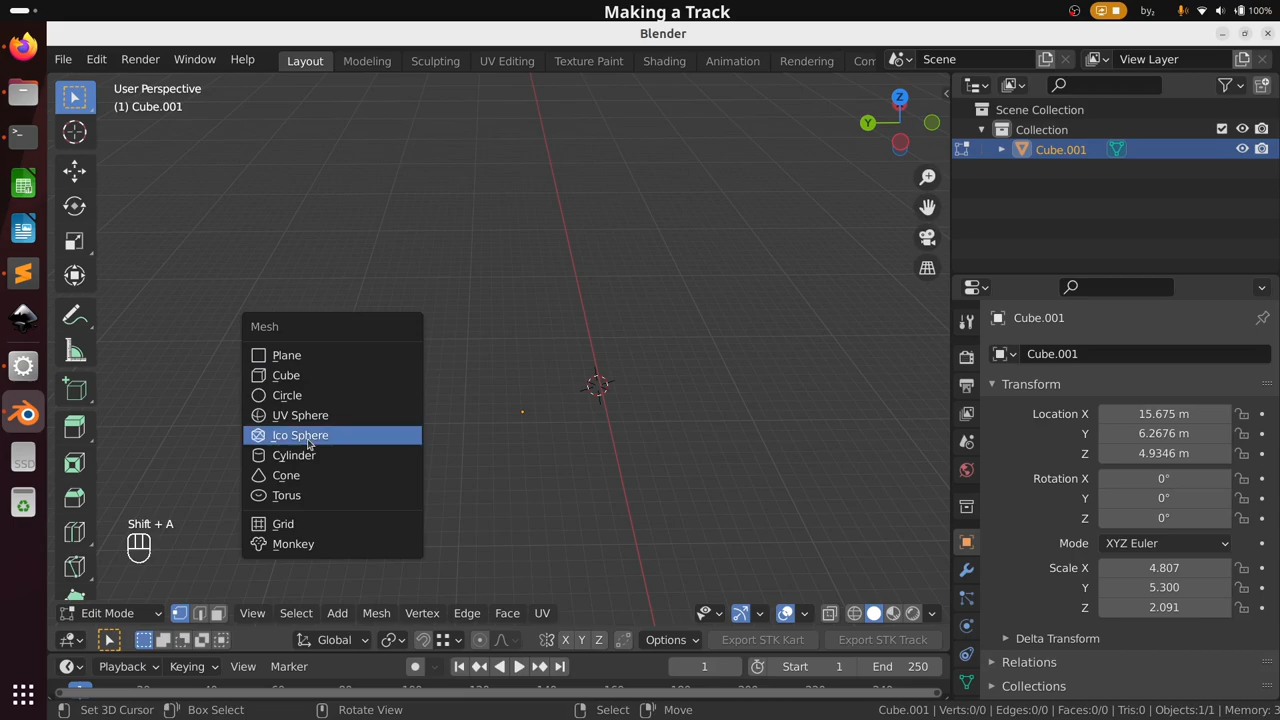 Making a Track
by₂
100%
Blender
File Edit Render Window Help
Layout Modeling Sculpting UV Editing Texture Paint Shading Animation Rendering Com
Scene
View Layer
User Perspective
(1) Cube.001
Z
Y
Scene Collection
Collection
Cube.001
Cube.001
Cube.001
Transform
Location X 15.675 m
Y 6.2676 m
Z 4.9346 m
Rotation X 0°
Y 0°
Z 0°
Mode XYZ Euler
Scale X 4.807
Y 5.300
Z 2.091
Delta Transform
Relations
Collections
Mesh
Plane
Cube
Circle
UV Sphere
Ico Sphere
Cylinder
Cone
Torus
Grid
Monkey
Shift + A
SSD
Edit Mode View Select Add Mesh Vertex Edge Face UV
Global X Y Z Options Export STK Kart Export STK Track
Playback Keying View Marker 1 Start 1 End 250
Set 3D Cursor Box Select Rotate View Select Move Cube.001 | Verts:0/0 | Edges:0/0 | Faces:0/0 | Tris:0 | Objects:1/1 | Memory: 3